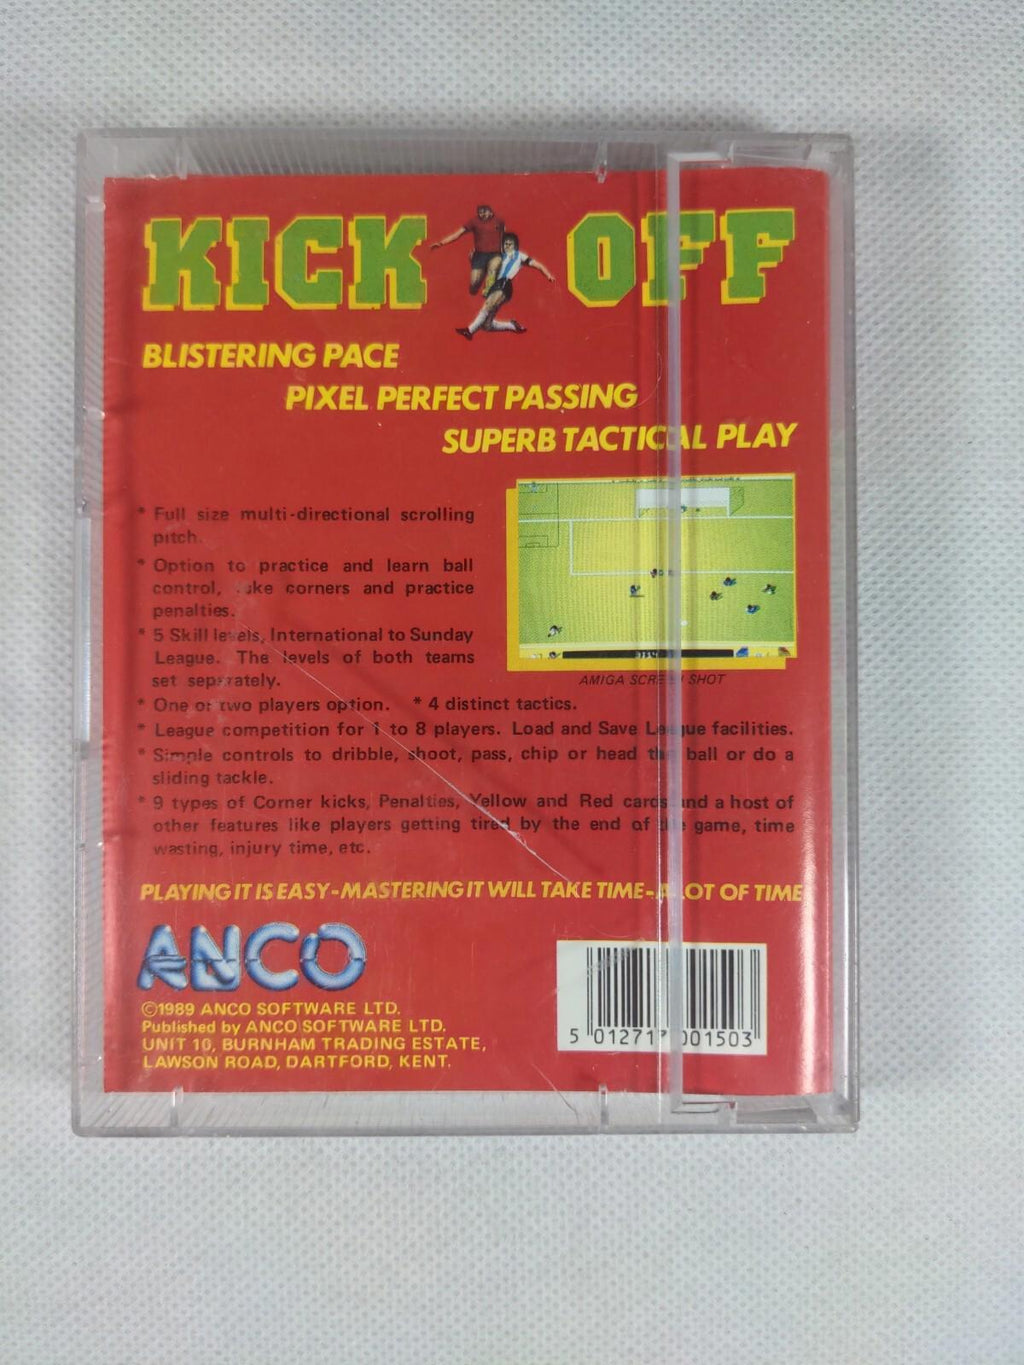 KICK OFF
BLISTERING PACE
PIXEL PERFECT PASSING
SUPERB TACTICAL PLAY
* Full size multi-directional scrolling
pitch.
* Option to practice and learn ball
control, take corners and practice
penalties.
* 5 Skill levels, International to Sunday
League. The levels of both teams
set separately.
AMIGA SCREEN SHOT
* One or two players option. * 4 distinct tactics.
* League competition for 1 to 8 players. Load and Save League facilities.
* Simple controls to dribble, shoot, pass, chip or head the ball or do a
sliding tackle.
* 9 types of Corner kicks, Penalties, Yellow and Red cards and a host of
other features like players getting tired by the end of the game, time
wasting, injury time, etc.
PLAYING IT IS EASY-MASTERING IT WILL TAKE TIME-A LOT OF TIME
ANCO
©1989 ANCO SOFTWARE LTD.
Published by ANCO SOFTWARE LTD.
UNIT 10, BURNHAM TRADING ESTATE,
LAWSON ROAD, DARTFORD, KENT.
5 012717 001503